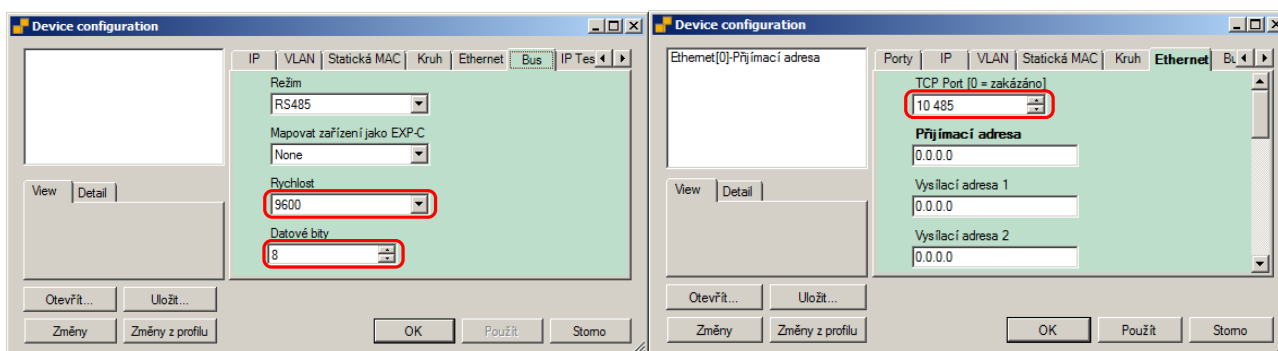 Device configuration
IP VLAN Statická MAC Kruh Ethernet Bus IP Tes
Režim
RS485
Mapovat zařízení jako EXP-C
None
View Detail
Rychlost
9600
Datové bity
8
Otevřít... Uložit...
Změny Změny z profilu OK Použít Storno
Device configuration
Ethernet[0]-Přijímací adresa
Porty IP VLAN Statická MAC Kruh Ethernet Bu
TCP Port [0 = zakázáno]
10 485
Přijímací adresa
0.0.0.0
View Detail
Vysílací adresa 1
0.0.0.0
Vysílací adresa 2
0.0.0.0
Otevřít... Uložit...
Změny Změny z profilu OK Použít Storno